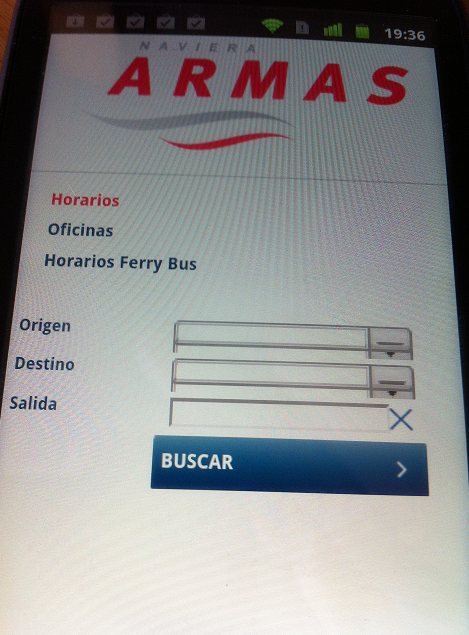 19:36
NAVIERA
ARMAS
Horarios
Oficinas
Horarios Ferry Bus
Origen
Destino
Salida
BUSCAR